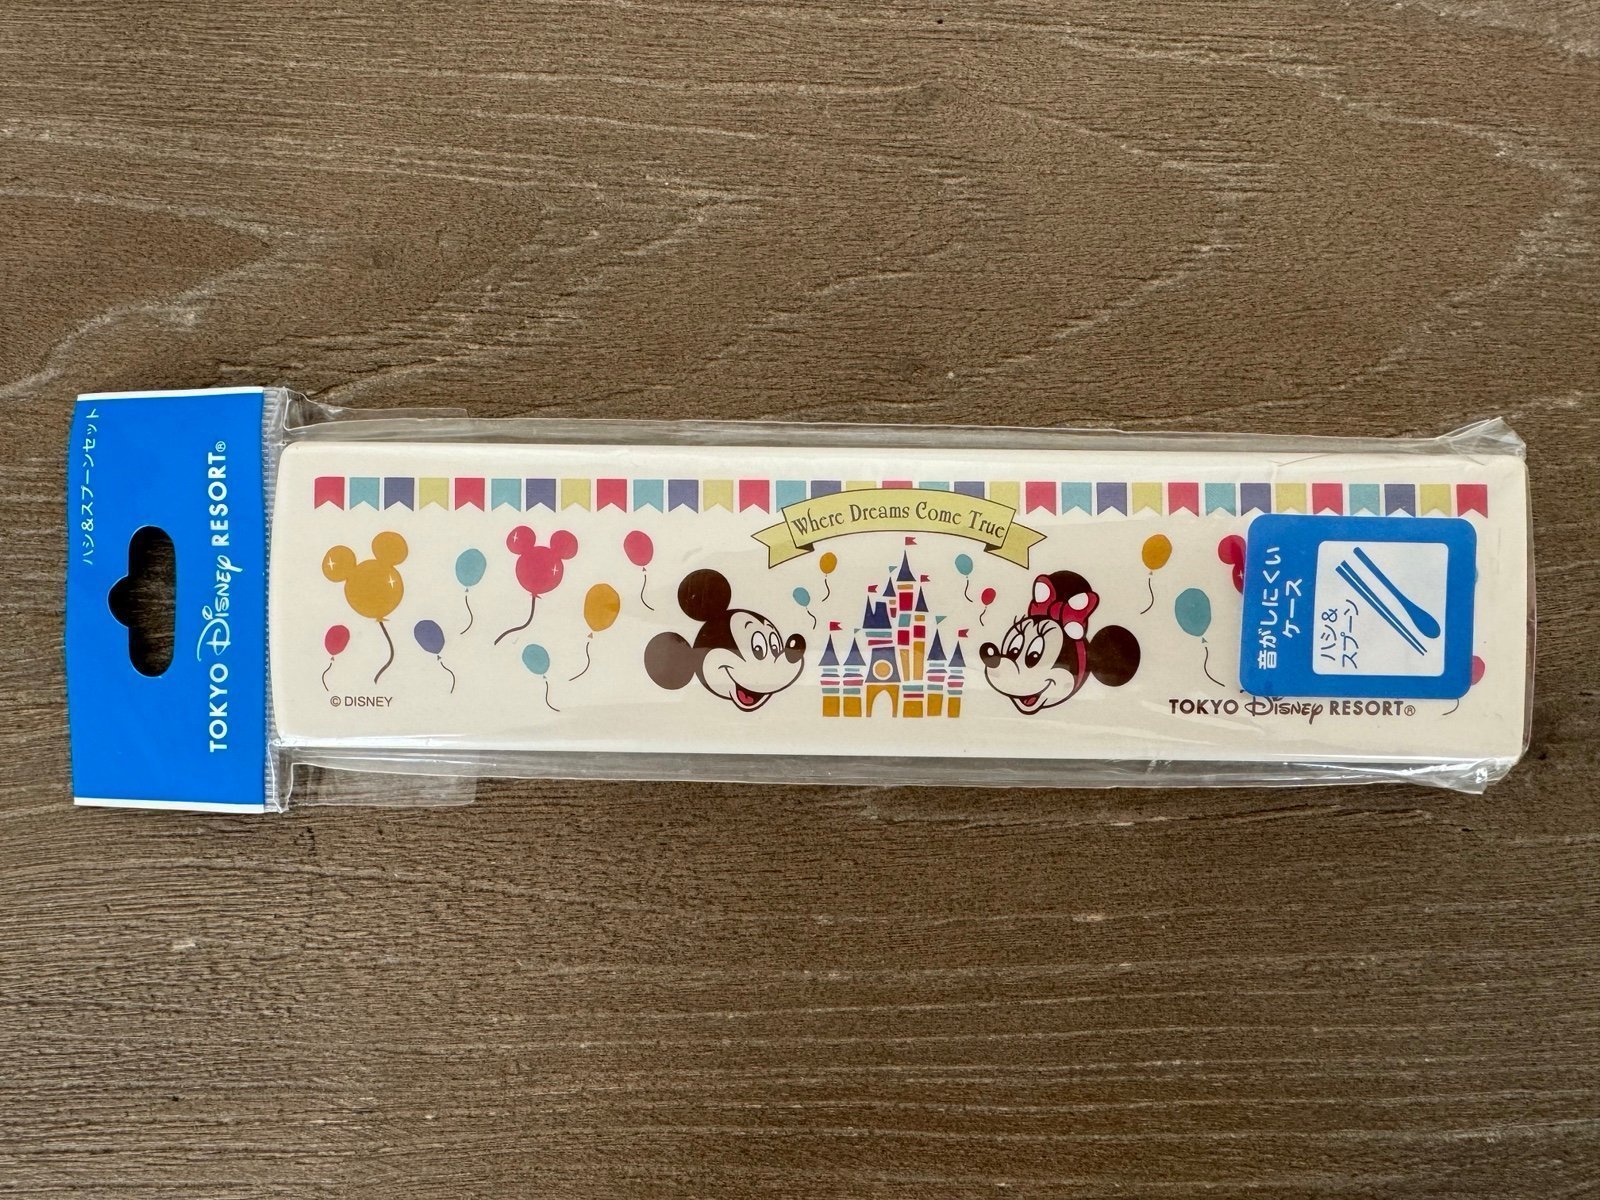 ハシ&スプーンセット
TOKYO Disney RESORT®
Where Dreams Come True
© DISNEY
TOKYO Disney RESORT®
音がしにくい
ケース
ハシ&
スプーン